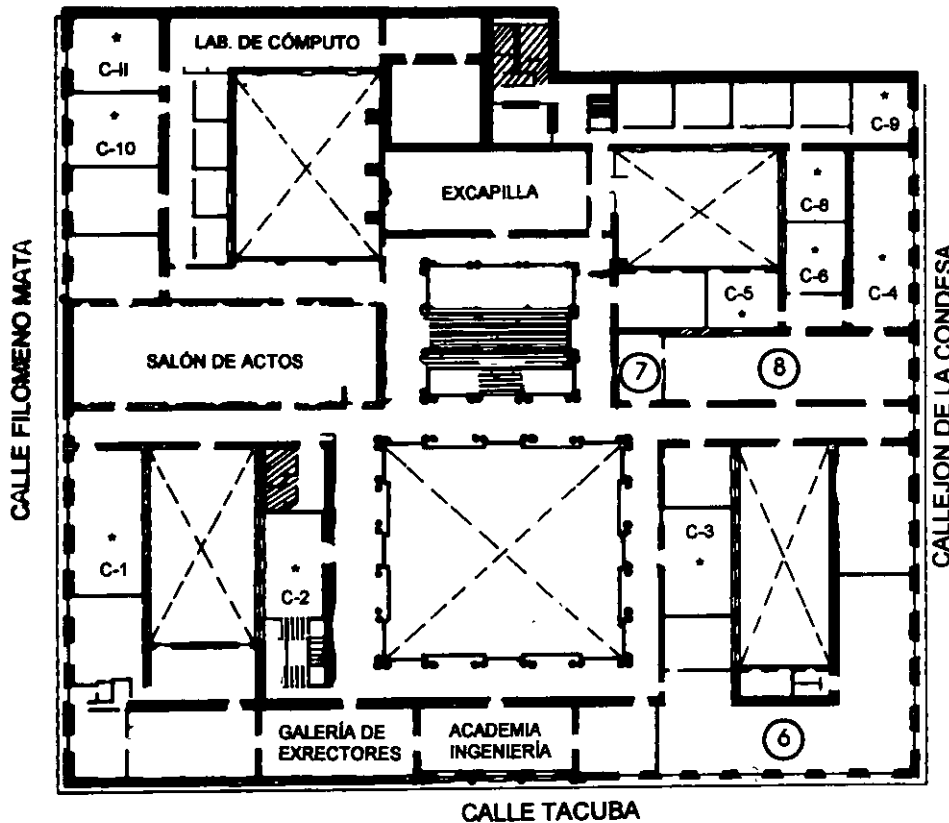 LAB. DE CÓMPUTO
C-II
C-10
C-9
EXCAPILLA
C-8
C-6
C-5
C-4
CALLE FILOMENO MATA
SALÓN DE ACTOS
7
8
CALLEJON DE LA CONDESA
C-1
C-2
C-3
GALERÍA DE
EXRECTORES
ACADEMIA
INGENIERÍA
6
CALLE TACUBA